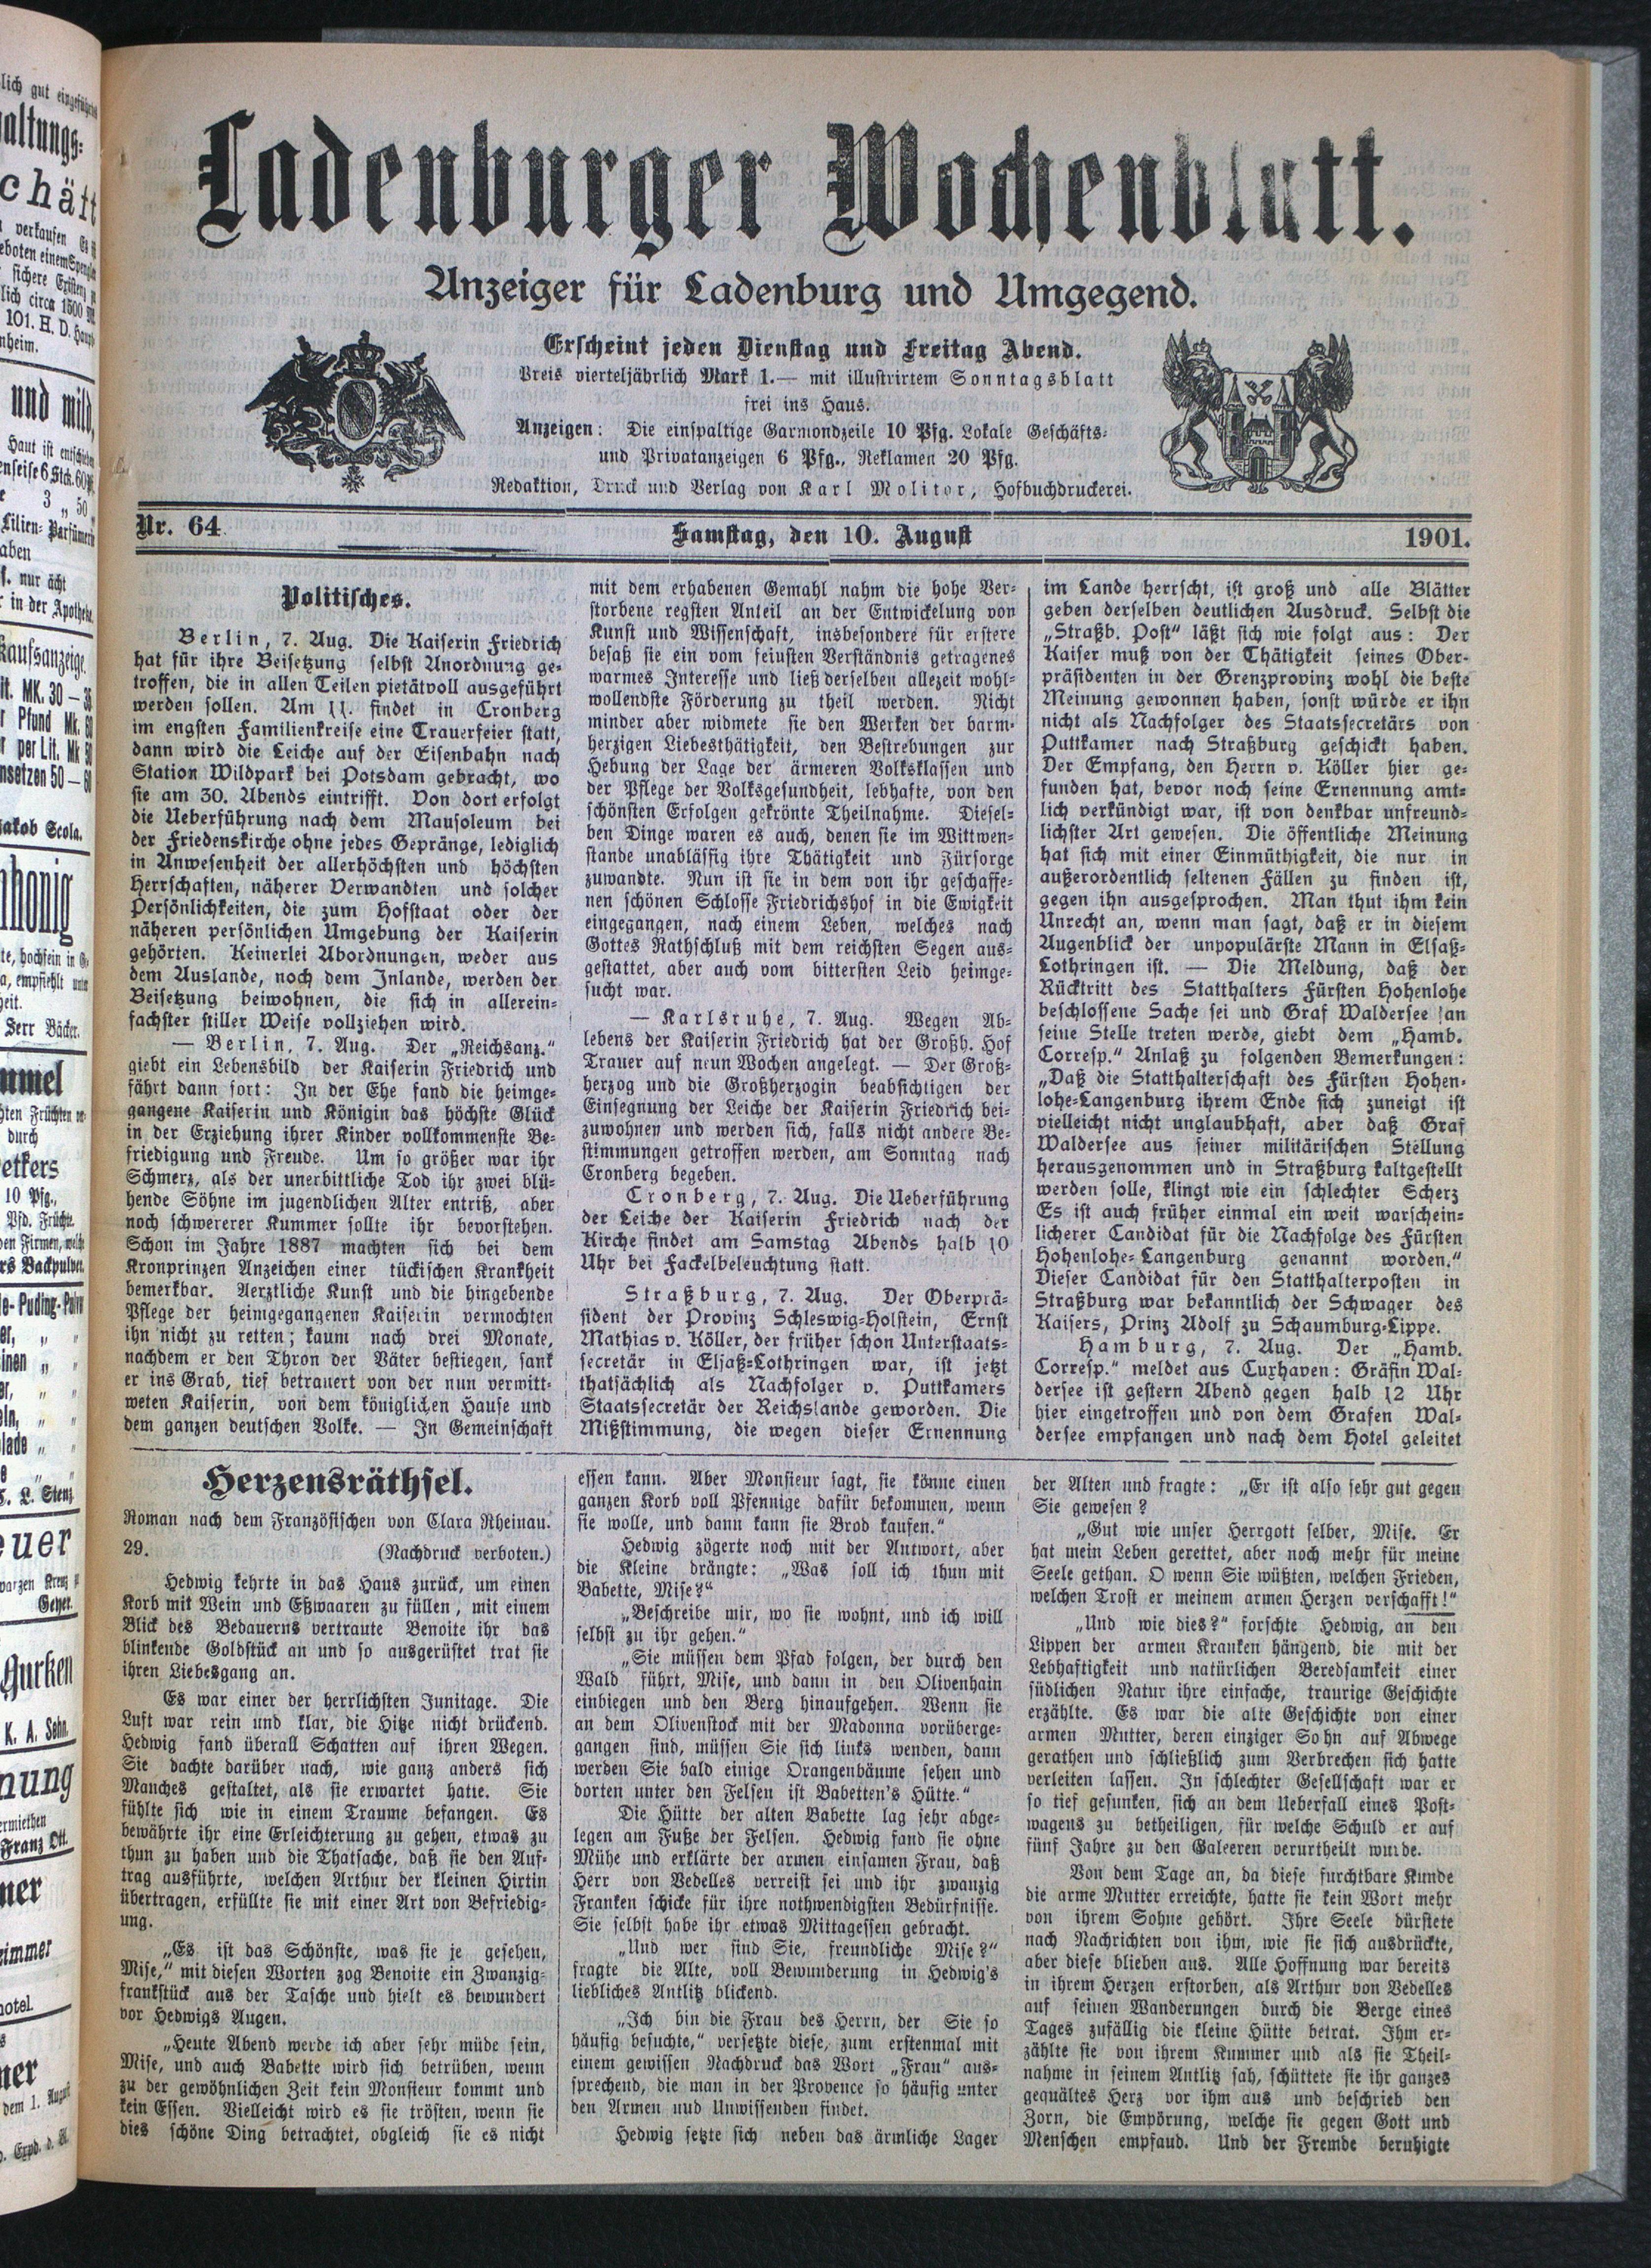 Ladenburger Wochenblatt.
Anzeiger für Ladenburg und Umgegend.
Erscheint jeden Dienstag und Freitag Abend.
Preis vierteljährlich Mark 1.— mit illustrirtem Sonntagsblatt
frei ins Haus.
Anzeigen: Die einspaltige Garmondzeile 10 Pfg. Lokale Geschäfts-
und Privatanzeigen 6 Pfg., Reklamen 20 Pfg.
Redaktion, Druck und Verlag von Karl Molitor, Hofbuchdruckerei.
Nr. 64
Samstag, den 10. August
1901.
Politisches.
Berlin, 7. Aug. Die Kaiserin Friedrich
hat für ihre Beisetzung selbst Anordnung ge-
troffen, die in allen Teilen pietätvoll ausgeführt
werden sollen. Am 11. findet in Cronberg
im engsten Familienkreise eine Trauerfeier statt,
dann wird die Leiche auf der Eisenbahn nach
Station Wildpark bei Potsdam gebracht, wo
sie am 30. Abends eintrifft. Von dort erfolgt
die Ueberführung nach dem Mausoleum bei
der Friedenskirche ohne jedes Gepränge, lediglich
in Anwesenheit der allerhöchsten und höchsten
Herrschaften, näherer Verwandten und solcher
Persönlichkeiten, die zum Hofstaat oder der
näheren persönlichen Umgebung der Kaiserin
gehörten. Keinerlei Abordnungen, weder aus
dem Auslande, noch dem Inlande, werden der
Beisetzung beiwohnen, die sich in allerein-
fachster stiller Weise vollziehen wird.
— Berlin, 7. Aug. Der „Reichsanz.“
giebt ein Lebensbild der Kaiserin Friedrich und
fährt dann fort: In der Ehe fand die heimge-
gangene Kaiserin und Königin das höchste Glück
in der Erziehung ihrer Kinder vollkommenste Be-
friedigung und Freude. Um so größer war ihr
Schmerz, als der unerbittliche Tod ihr zwei blü-
hende Söhne im jugendlichen Alter entriß, aber
noch schwererer Kummer sollte ihr bevorstehen.
Schon im Jahre 1887 machten sich bei dem
Kronprinzen Anzeichen einer tückischen Krankheit
bemerkbar. Aerztliche Kunst und die hingebende
Pflege der heimgegangenen Kaiserin vermochten
ihn nicht zu retten; kaum nach drei Monate,
nachdem er den Thron der Väter bestiegen, sank
er ins Grab, tief betrauert von der nun verwitt-
weten Kaiserin, von dem königlichen Hause und
dem ganzen deutschen Volke. — In Gemeinschaft
mit dem erhabenen Gemahl nahm die hohe Ver-
storbene regsten Anteil an der Entwickelung von
Kunst und Wissenschaft, insbesondere für erstere
besaß sie ein vom feiusten Verständnis getragenes
warmes Interesse und ließ derselben allezeit wohl-
wollendste Förderung zu theil werden. Nicht
minder aber widmete sie den Werken der barm-
herzigen Liebesthätigkeit, den Bestrebungen zur
Hebung der Lage der ärmeren Volksklassen und
der Pflege der Volksgesundheit, lebhafte, von den
schönsten Erfolgen gekrönte Theilnahme. Diesel-
ben Dinge waren es auch, denen sie im Wittwen-
stande unablässig ihre Thätigkeit und Fürsorge
zuwandte. Nun ist sie in dem von ihr geschaffe-
nen schönen Schlosse Friedrichshof in die Ewigkeit
eingegangen, nach einem Leben, welches nach
Gottes Rathschluß mit dem reichsten Segen aus-
gestattet, aber auch vom bittersten Leid heimge-
sucht war.
— Karlsruhe, 7. Aug. Wegen Ab-
lebens der Kaiserin Friedrich hat der Großh. Hof
Trauer auf neun Wochen angelegt. — Der Groß-
herzog und die Großherzogin beabsichtigen der
Einsegnung der Leiche der Kaiserin Friedrich bei-
zuwohnen und werden sich, falls nicht andere Be-
stimmungen getroffen werden, am Sonntag nach
Cronberg begeben.
Cronberg, 7. Aug. Die Ueberführung
der Leiche der Kaiserin Friedrich nach der
Kirche findet am Samstag Abends halb 10
Uhr bei Fackelbeleuchtung statt.
Straßburg, 7. Aug. Der Oberprä-
sident der Provinz Schleswig-Holstein, Ernst
Mathias v. Köller, der früher schon Unterstaats-
secretär in Elsaß-Lothringen war, ist jetzt
thatsächlich als Nachfolger v. Puttkamers
Staatssecretär der Reichslande geworden. Die
Mißstimmung, die wegen dieser Ernennung
im Lande herrscht, ist groß und alle Blätter
geben derselben deutlichen Ausdruck. Selbst die
„Straßb. Post“ läßt sich wie folgt aus: Der
Kaiser muß von der Thätigkeit seines Ober-
präsidenten in der Grenzprovinz wohl die beste
Meinung gewonnen haben, sonst würde er ihn
nicht als Nachfolger des Staatssecretärs von
Puttkamer nach Straßburg geschickt haben.
Der Empfang, den Herrn v. Köller hier ge-
funden hat, bevor noch seine Ernennung amt-
lich verkündigt war, ist von denkbar unfreund-
lichster Art gewesen. Die öffentliche Meinung
hat sich mit einer Einmüthigkeit, die nur in
außerordentlich seltenen Fällen zu finden ist,
gegen ihn ausgesprochen. Man thut ihm kein
Unrecht an, wenn man sagt, daß er in diesem
Augenblick der unpopulärste Mann in Elsaß-
Lothringen ist. — Die Meldung, daß der
Rücktritt des Statthalters Fürsten Hohenlohe
beschlossene Sache sei und Graf Waldersee an
seine Stelle treten werde, giebt dem „Hamb.
Corresp.“ Anlaß zu folgenden Bemerkungen:
„Daß die Statthalterschaft des Fürsten Hohen-
lohe-Langenburg ihrem Ende sich zuneigt ist
vielleicht nicht unglaubhaft, aber daß Graf
Waldersee aus seiner militärischen Stellung
herausgenommen und in Straßburg kaltgestellt
werden solle, klingt wie ein schlechter Scherz
Es ist auch früher einmal ein weit warschein-
licherer Candidat für die Nachfolge des Fürsten
Hohenlohe-Langenburg genannt worden.“
Dieser Candidat für den Statthalterposten in
Straßburg war bekanntlich der Schwager des
Kaisers, Prinz Adolf zu Schaumburg-Lippe.
Hamburg, 7. Aug. Der „Hamb.
Corresp.“ meldet aus Cuxhaven: Gräfin Wal-
dersee ist gestern Abend gegen halb 12 Uhr
hier eingetroffen und von dem Grafen Wal-
dersee empfangen und nach dem Hotel geleitet
Herzensräthsel.
Roman nach dem Französischen von Clara Rheinau.
29. (Nachdruck verboten.)
Hedwig kehrte in das Haus zurück, um einen
Korb mit Wein und Eßwaaren zu füllen, mit einem
Blick des Bedauerns vertraute Benoite ihr das
blinkende Goldstück an und so ausgerüstet trat sie
ihren Liebesgang an.
Es war einer der herrlichsten Junitage. Die
Luft war rein und klar, die Hitze nicht drückend.
Hedwig fand überall Schatten auf ihren Wegen.
Sie dachte darüber nach, wie ganz anders sich
Manches gestaltet, als sie erwartet hatte. Sie
fühlte sich wie in einem Traume befangen. Es
bewährte ihr eine Erleichterung zu gehen, etwas zu
thun zu haben und die Thatsache, daß sie den Auf-
trag ausführte, welchen Arthur der kleinen Hirtin
übertragen, erfüllte sie mit einer Art von Befriedig-
ung.
„Es ist das Schönste, was sie je gesehen,
Mise,“ mit diesen Worten zog Benoite ein Zwanzig-
frankstück aus der Tasche und hielt es bewundert
vor Hedwigs Augen.
„Heute Abend werde ich aber sehr müde sein,
Mise, und auch Babette wird sich betrüben, wenn
zu der gewöhnlichen Zeit kein Monsieur kommt und
kein Essen. Vielleicht wird es sie trösten, wenn sie
dies schöne Ding betrachtet, obgleich sie es nicht
essen kann. Aber Monsieur sagt, sie könne einen
ganzen Korb voll Pfennige dafür bekommen, wenn
sie wolle, und dann kann sie Brod kaufen.“
Hedwig zögerte noch mit der Antwort, aber
die Kleine drängte: „Was soll ich thun mit
Babette, Mise?“
„Beschreibe mir, wo sie wohnt, und ich will
selbst zu ihr gehen.“
„Sie müssen dem Pfad folgen, der durch den
Wald führt, Mise, und dann in den Olivenhain
einbiegen und den Berg hinaufgehen. Wenn sie
an dem Olivenstock mit der Madonna vorüberge-
gangen sind, müssen Sie sich links wenden, dann
werden Sie bald einige Orangenbäume sehen und
dorten unter den Felsen ist Babetten's Hütte.“
Die Hütte der alten Babette lag sehr abge-
legen am Fuße der Felsen. Hedwig fand sie ohne
Mühe und erklärte der armen einsamen Frau, daß
Herr von Vedelles verreist sei und ihr zwanzig
Franken schicke für ihre nothwendigsten Bedürfnisse.
Sie selbst habe ihr etwas Mittagessen gebracht.
„Und wer sind Sie, freundliche Mise?“
fragte die Alte, voll Bewunderung in Hedwig's
liebliches Antlitz blickend.
„Ich bin die Frau des Herrn, der Sie so
häufig besuchte,“ versetzte diese, zum erstenmal mit
einem gewissen Nachdruck das Wort „Frau“ aus-
sprechend, die man in der Provence so häufig unter
den Armen uud Unwissenden findet.
Hedwig setzte sich neben das ärmliche Lager
der Alten und fragte: „Er ist also sehr gut gegen
Sie gewesen?
„Gut wie unser Herrgott selber, Mise. Er
hat mein Leben gerettet, aber noch mehr für meine
Seele gethan. O wenn Sie wüßten, welchen Frieden,
welchen Trost er meinem armen Herzen verschafft!“
„Und wie dies?“ forschte Hedwig, an den
Lippen der armen Kranken hängend, die mit der
Lebhaftigkeit und natürlichen Beredsamkeit einer
südlichen Natur ihre einfache, traurige Geschichte
erzählte. Es war die alte Geschichte von einer
armen Mutter, deren einziger Sohn auf Abwege
gerathen und schließlich zum Verbrechen sich hatte
verleiten lassen. In schlechter Gesellschaft war er
so tief gesunken, sich an dem Ueberfall eines Post-
wagens zu betheiligen, für welche Schuld er auf
fünf Jahre zu den Galeeren verurtheilt wurde.
Von dem Tage an, da diese furchtbare Kunde
die arme Mutter erreichte, hatte sie kein Wort mehr
von ihrem Sohne gehört. Ihre Seele dürstete
nach Nachrichten von ihm, wie sie sich ausdrückte,
aber diese blieben aus. Alle Hoffnung war bereits
in ihrem Herzen erstorben, als Arthur von Vedelles
auf seinen Wanderungen durch die Berge eines
Tages zufällig die kleine Hütte betrat. Ihm er-
zählte sie von ihrem Kummer und als sie Theil-
nahme in seinem Antlitz sah, schüttete sie ihr ganzes
gequältes Herz vor ihm aus und beschrieb den
Zorn, die Empörung, welche sie gegen Gott und
Menschen empfaud. Und der Fremde beruhigte